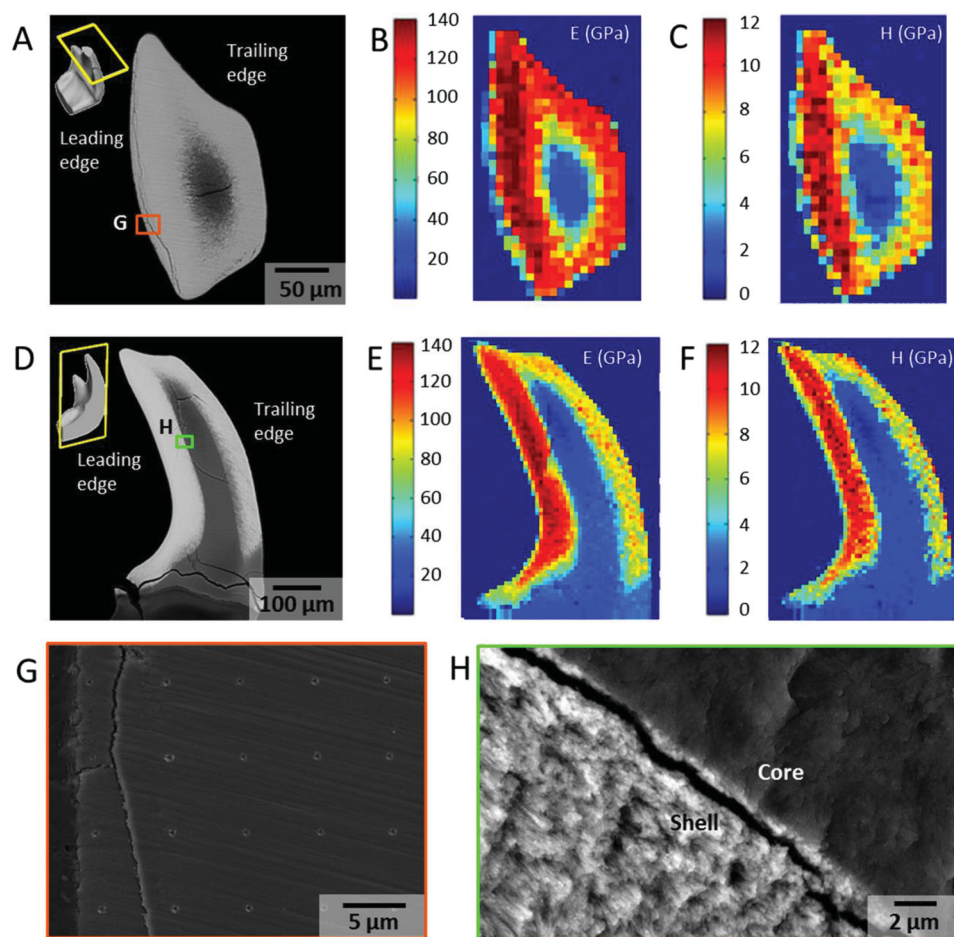 A
Trailing
edge
Leading
edge
G
50 µm
B
E (GPa)
140
120
100
80
60
40
20
C
H (GPa)
12
10
8
6
4
2
0
D
H
Trailing
edge
Leading
edge
100 µm
E
E (GPa)
140
120
100
80
60
40
20
F
H (GPa)
12
10
8
6
4
2
0
G
5 µm
H
Core
Shell
2 µm